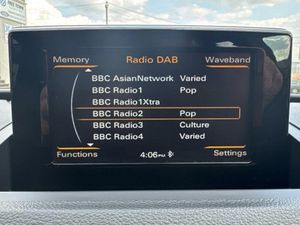 Memory Radio DAB Waveband
BBC AsianNetwork Varied
BBC Radio1 Pop
BBC Radio1Xtra
BBC Radio2 Pop
BBC Radio3 Culture
BBC Radio4 Varied
Functions 4:06PM Settings